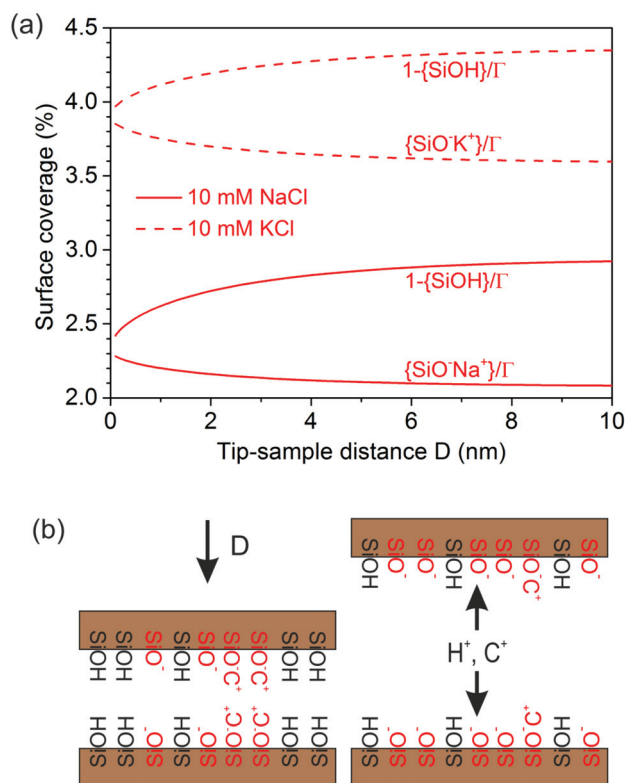 (a)
4.5
4.0
3.5
3.0
2.5
2.0
Surface coverage (%)
1-{SiOH}/Γ
{SiO⁻K⁺}/Γ
10 mM NaCl
10 mM KCl
1-{SiOH}/Γ
{SiO⁻Na⁺}/Γ
0 2 4 6 8 10
Tip-sample distance D (nm)
(b)
D
SiOH
SiOH
SiO⁻
SiOH
SiO⁻
SiO⁻C⁺
SiO⁻C⁺
SiOH
SiOH
SiOH
SiOH
SiO⁻
SiOH
SiO⁻
SiO⁻C⁺
SiO⁻C⁺
SiOH
SiOH
SiOH
SiO⁻
SiO⁻
SiOH
SiO⁻
SiO⁻
SiO⁻C⁺
SiOH
SiO⁻
H⁺, C⁺
SiOH
SiO⁻
SiO⁻
SiOH
SiO⁻
SiO⁻
SiO⁻C⁺
SiOH
SiO⁻